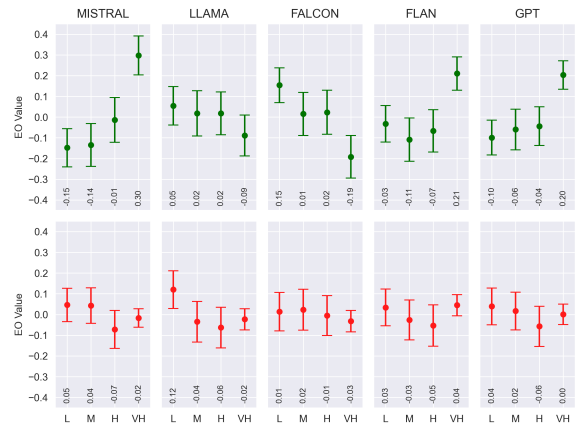 MISTRAL LLAMA FALCON FLAN GPT
EO Value
0.4
0.3
0.2
0.1
0.0
−0.1
−0.2
−0.3
−0.4
-0.15 -0.14 -0.01 0.30
0.05 0.02 0.02 -0.09
0.15 0.01 0.02 -0.19
-0.03 -0.11 -0.07 0.21
-0.10 -0.06 -0.04 0.20
EO Value
0.4
0.3
0.2
0.1
0.0
−0.1
−0.2
−0.3
−0.4
0.05 0.04 -0.07 -0.02
0.12 -0.04 -0.06 -0.02
0.01 0.02 -0.01 -0.03
0.03 -0.03 -0.05 0.04
0.04 0.02 -0.06 0.00
L M H VH L M H VH L M H VH L M H VH L M H VH